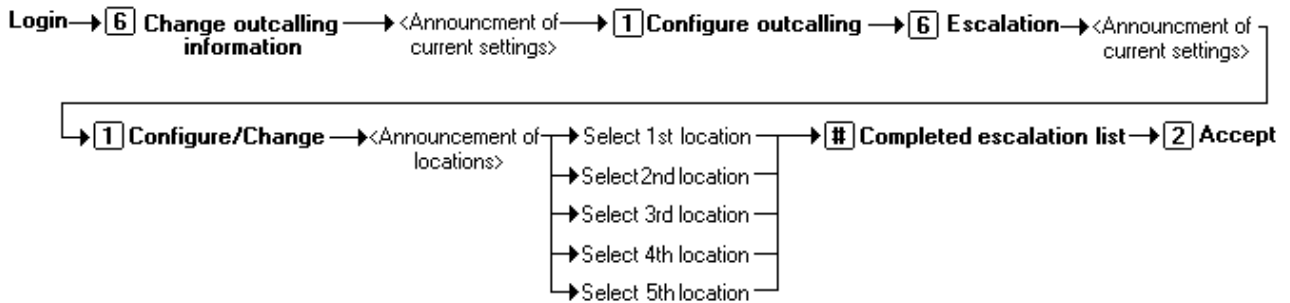 Login 6 Change outcalling <Announcment of 1 Configure outcalling 6 Escalation <Announcment of
information current settings> current settings>
1 Configure/Change <Announcement of Select 1st location # Completed escalation list 2 Accept
locations>
Select2nd location
Select 3rd location
Select 4th location
Select 5th location